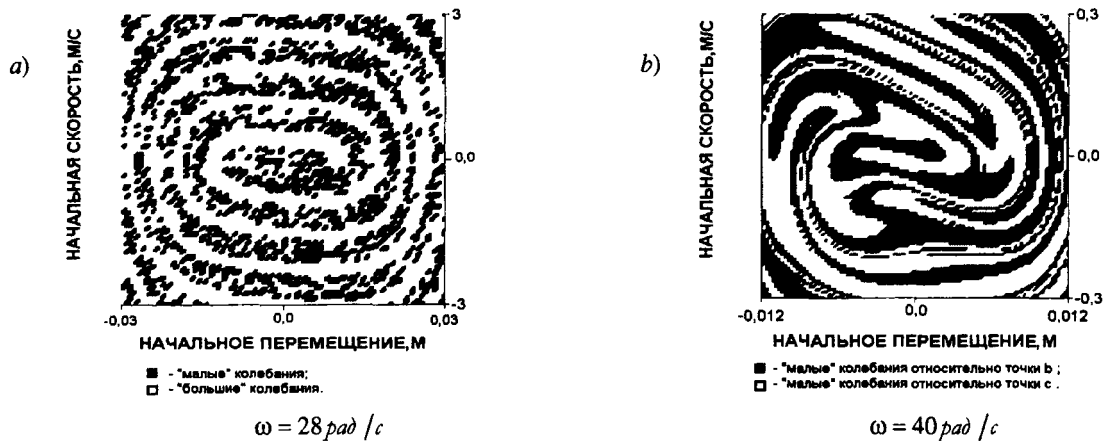 a)
НАЧАЛЬНАЯ СКОРОСТЬ, М/С
3
0,0
-3
-0,03
0,0
0,03
НАЧАЛЬНОЕ ПЕРЕМЕЩЕНИЕ, М
- "малые" колебания;
- "большие" колебания.
ω = 28 рад /с
b)
НАЧАЛЬНАЯ СКОРОСТЬ, М/С
0,3
0,0
-0,3
-0,012
0,0
0,012
НАЧАЛЬНОЕ ПЕРЕМЕЩЕНИЕ, М
- "малые" колебания относительно точки b ;
- "малые" колебания относительно точки c .
ω = 40 рад /с